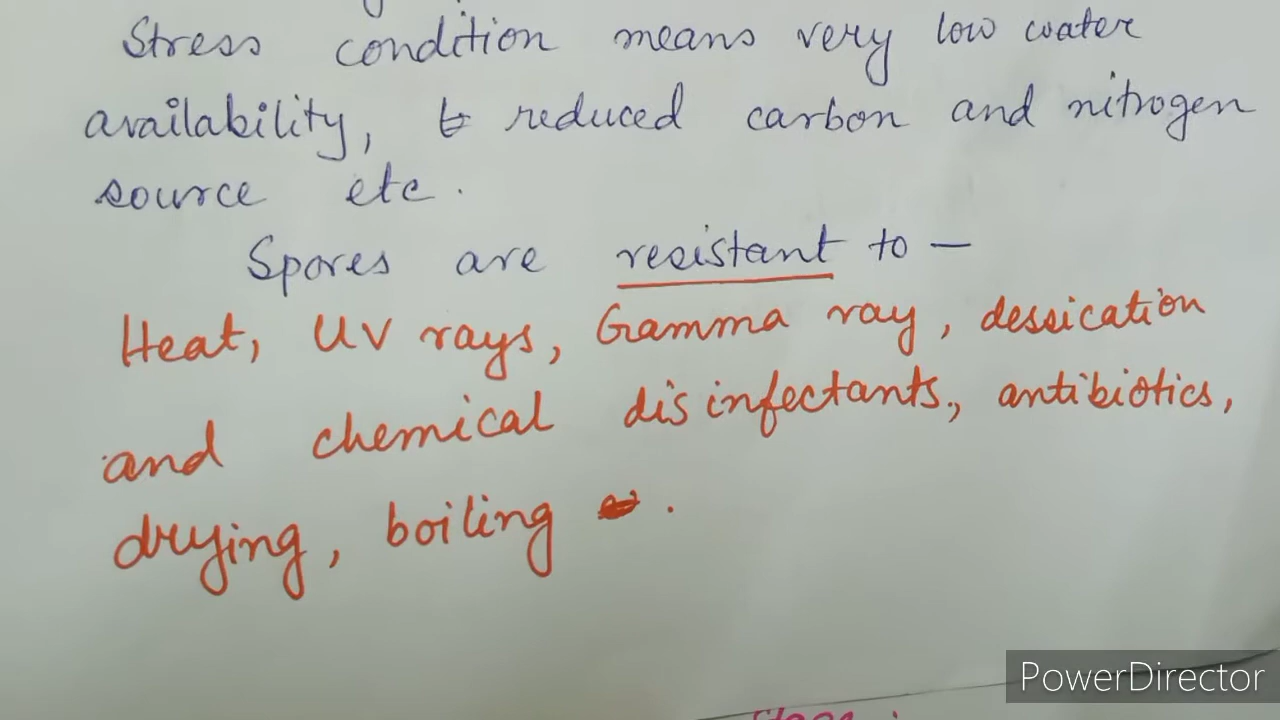 Stress condition means very low water
availability, reduced carbon and nitrogen
source etc.
Spores are resistant to —
Heat, UV rays, Gamma ray, dessication
and chemical disinfectants, antibiotics,
drying, boiling .
PowerDirector